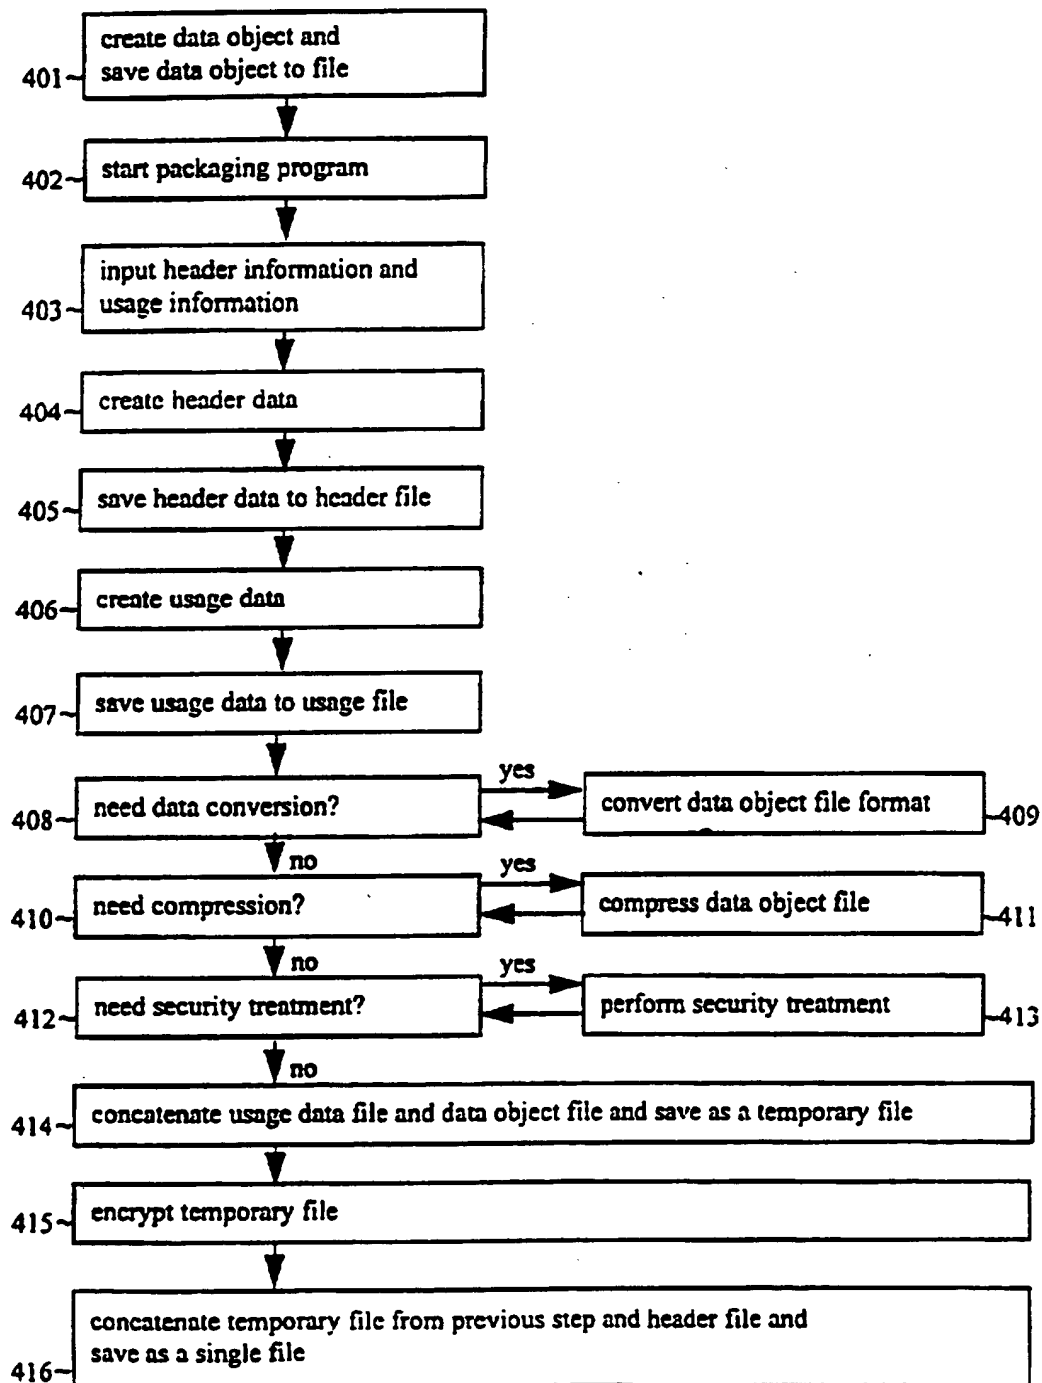 create data object and
save data object to file
401
start packaging program
402
input header information and
usage information
403
create header data
404
save header data to header file
405
create usage data
406
save usage data to usage file
407
need data conversion?
408
yes
convert data object file format
409
no
need compression?
410
yes
compress data object file
411
no
need security treatment?
412
yes
perform security treatment
413
no
concatenate usage data file and data object file and save as a temporary file
414
encrypt temporary file
415
concatenate temporary file from previous step and header file and
save as a single file
416